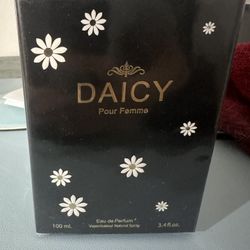 DAICY
Pour Femme
Eau de Parfum
100 ml. Vaporisateur Natural Spray 3.4 fl.oz.